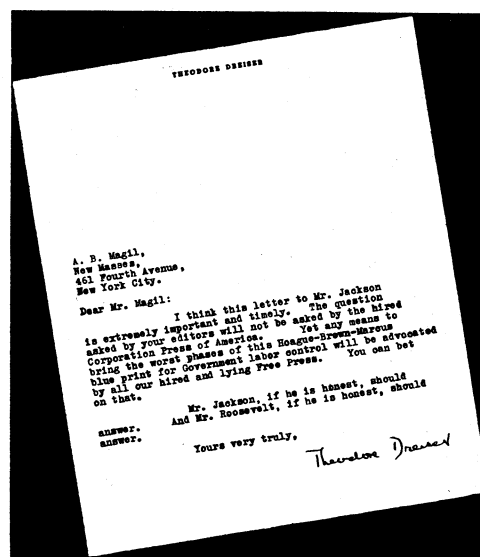 THEODORE DREISER
A. B. Magil,
New Masses,
461 Fourth Avenue,
New York City.
Dear Mr. Magil:
I think this letter to Mr. Jackson
is extremely important and timely. The question
asked by your editors will not be asked by the hired
Corporation Press of America. Yet any means to
bring the worst phases of this Hoague-Brown-Marcus
blue print for Government labor control will be advocated
by all our hired and lying Free Press. You can bet
on that.
Mr. Jackson, if he is honest, should
answer. And Mr. Roosevelt, if he is honest, should
answer.
Yours very truly,
Theodore Dreiser